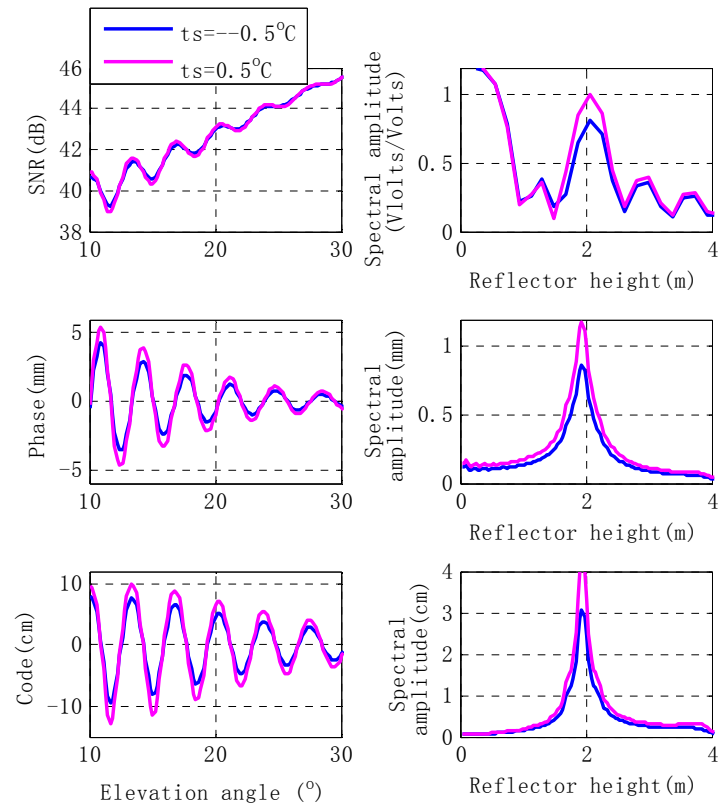 ts=--0.5°C
ts=0.5°C
46
44
42
40
38
SNR(dB)
10 20 30
1
0.5
0
Spectral amplitude
(Vlolts/Volts)
0 2 4
Reflector height(m)
5
0
-5
Phase(mm)
10 20 30
1
0.5
0
Spectral
amplitude(mm)
0 2 4
Reflector height(m)
10
0
-10
Code(cm)
10 20 30
Elevation angle (°)
4
3
2
1
0
Spectral
amplitude(cm)
0 2 4
Reflector height(m)